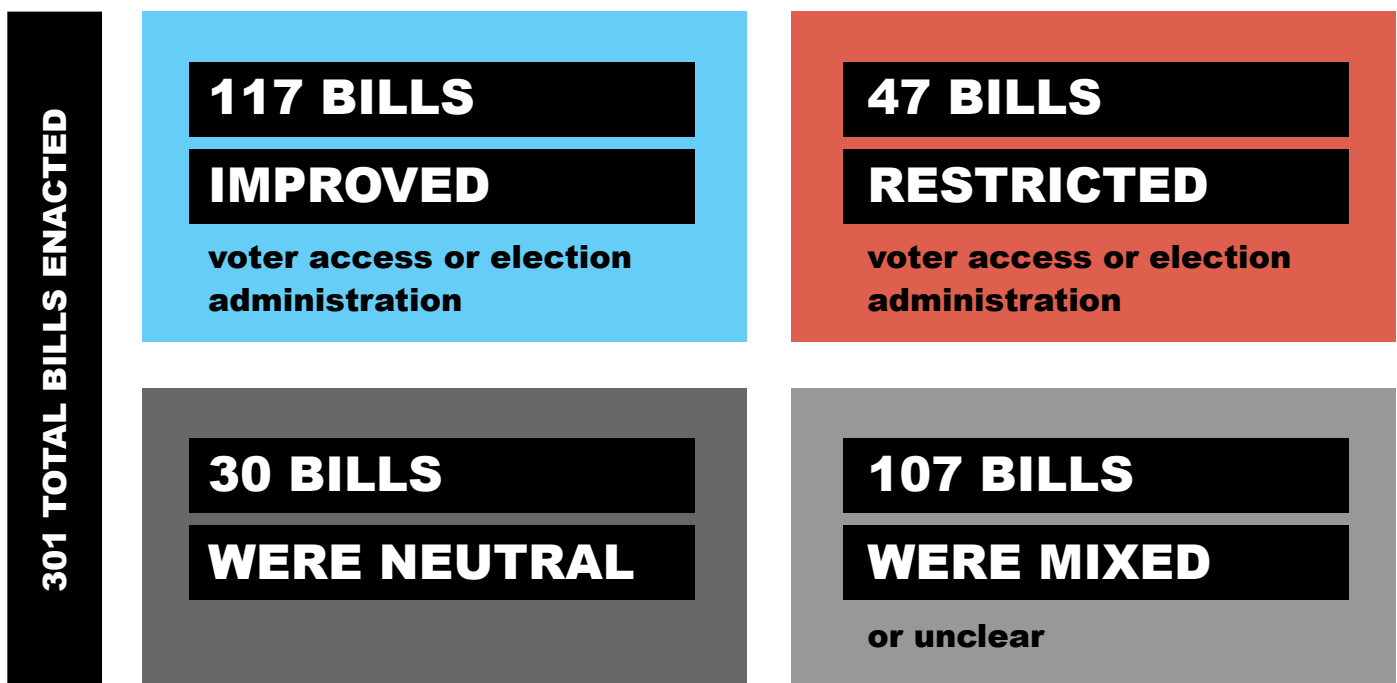 301 TOTAL BILLS ENACTED
117 BILLS
IMPROVED
voter access or election
administration
47 BILLS
RESTRICTED
voter access or election
administration
30 BILLS
WERE NEUTRAL
107 BILLS
WERE MIXED
or unclear